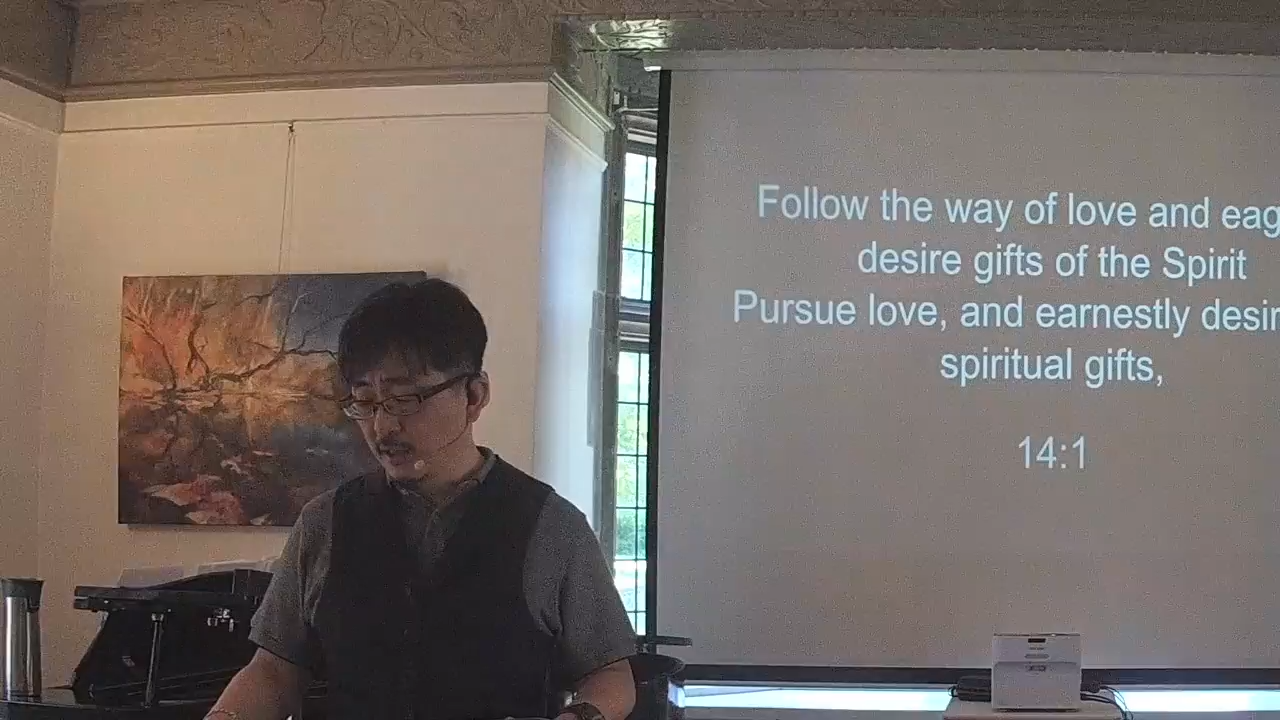 Follow the way of love and eag
desire gifts of the Spirit
Pursue love, and earnestly desir
spiritual gifts,
14:1